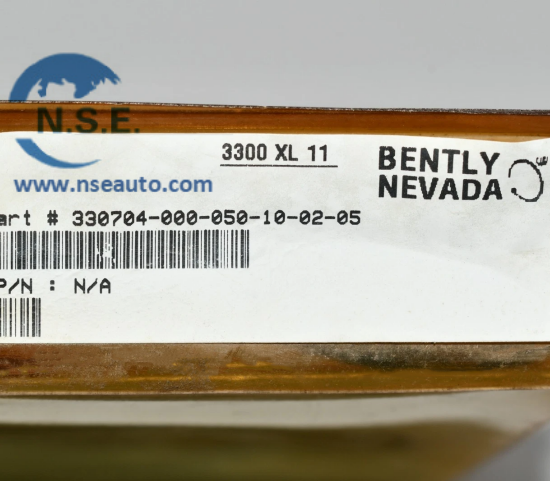 N.S.E.
www.nseauto.com
3300 XL 11
BENTLY
NEVADA
art # 330704-000-050-10-02-05
P/N : N/A